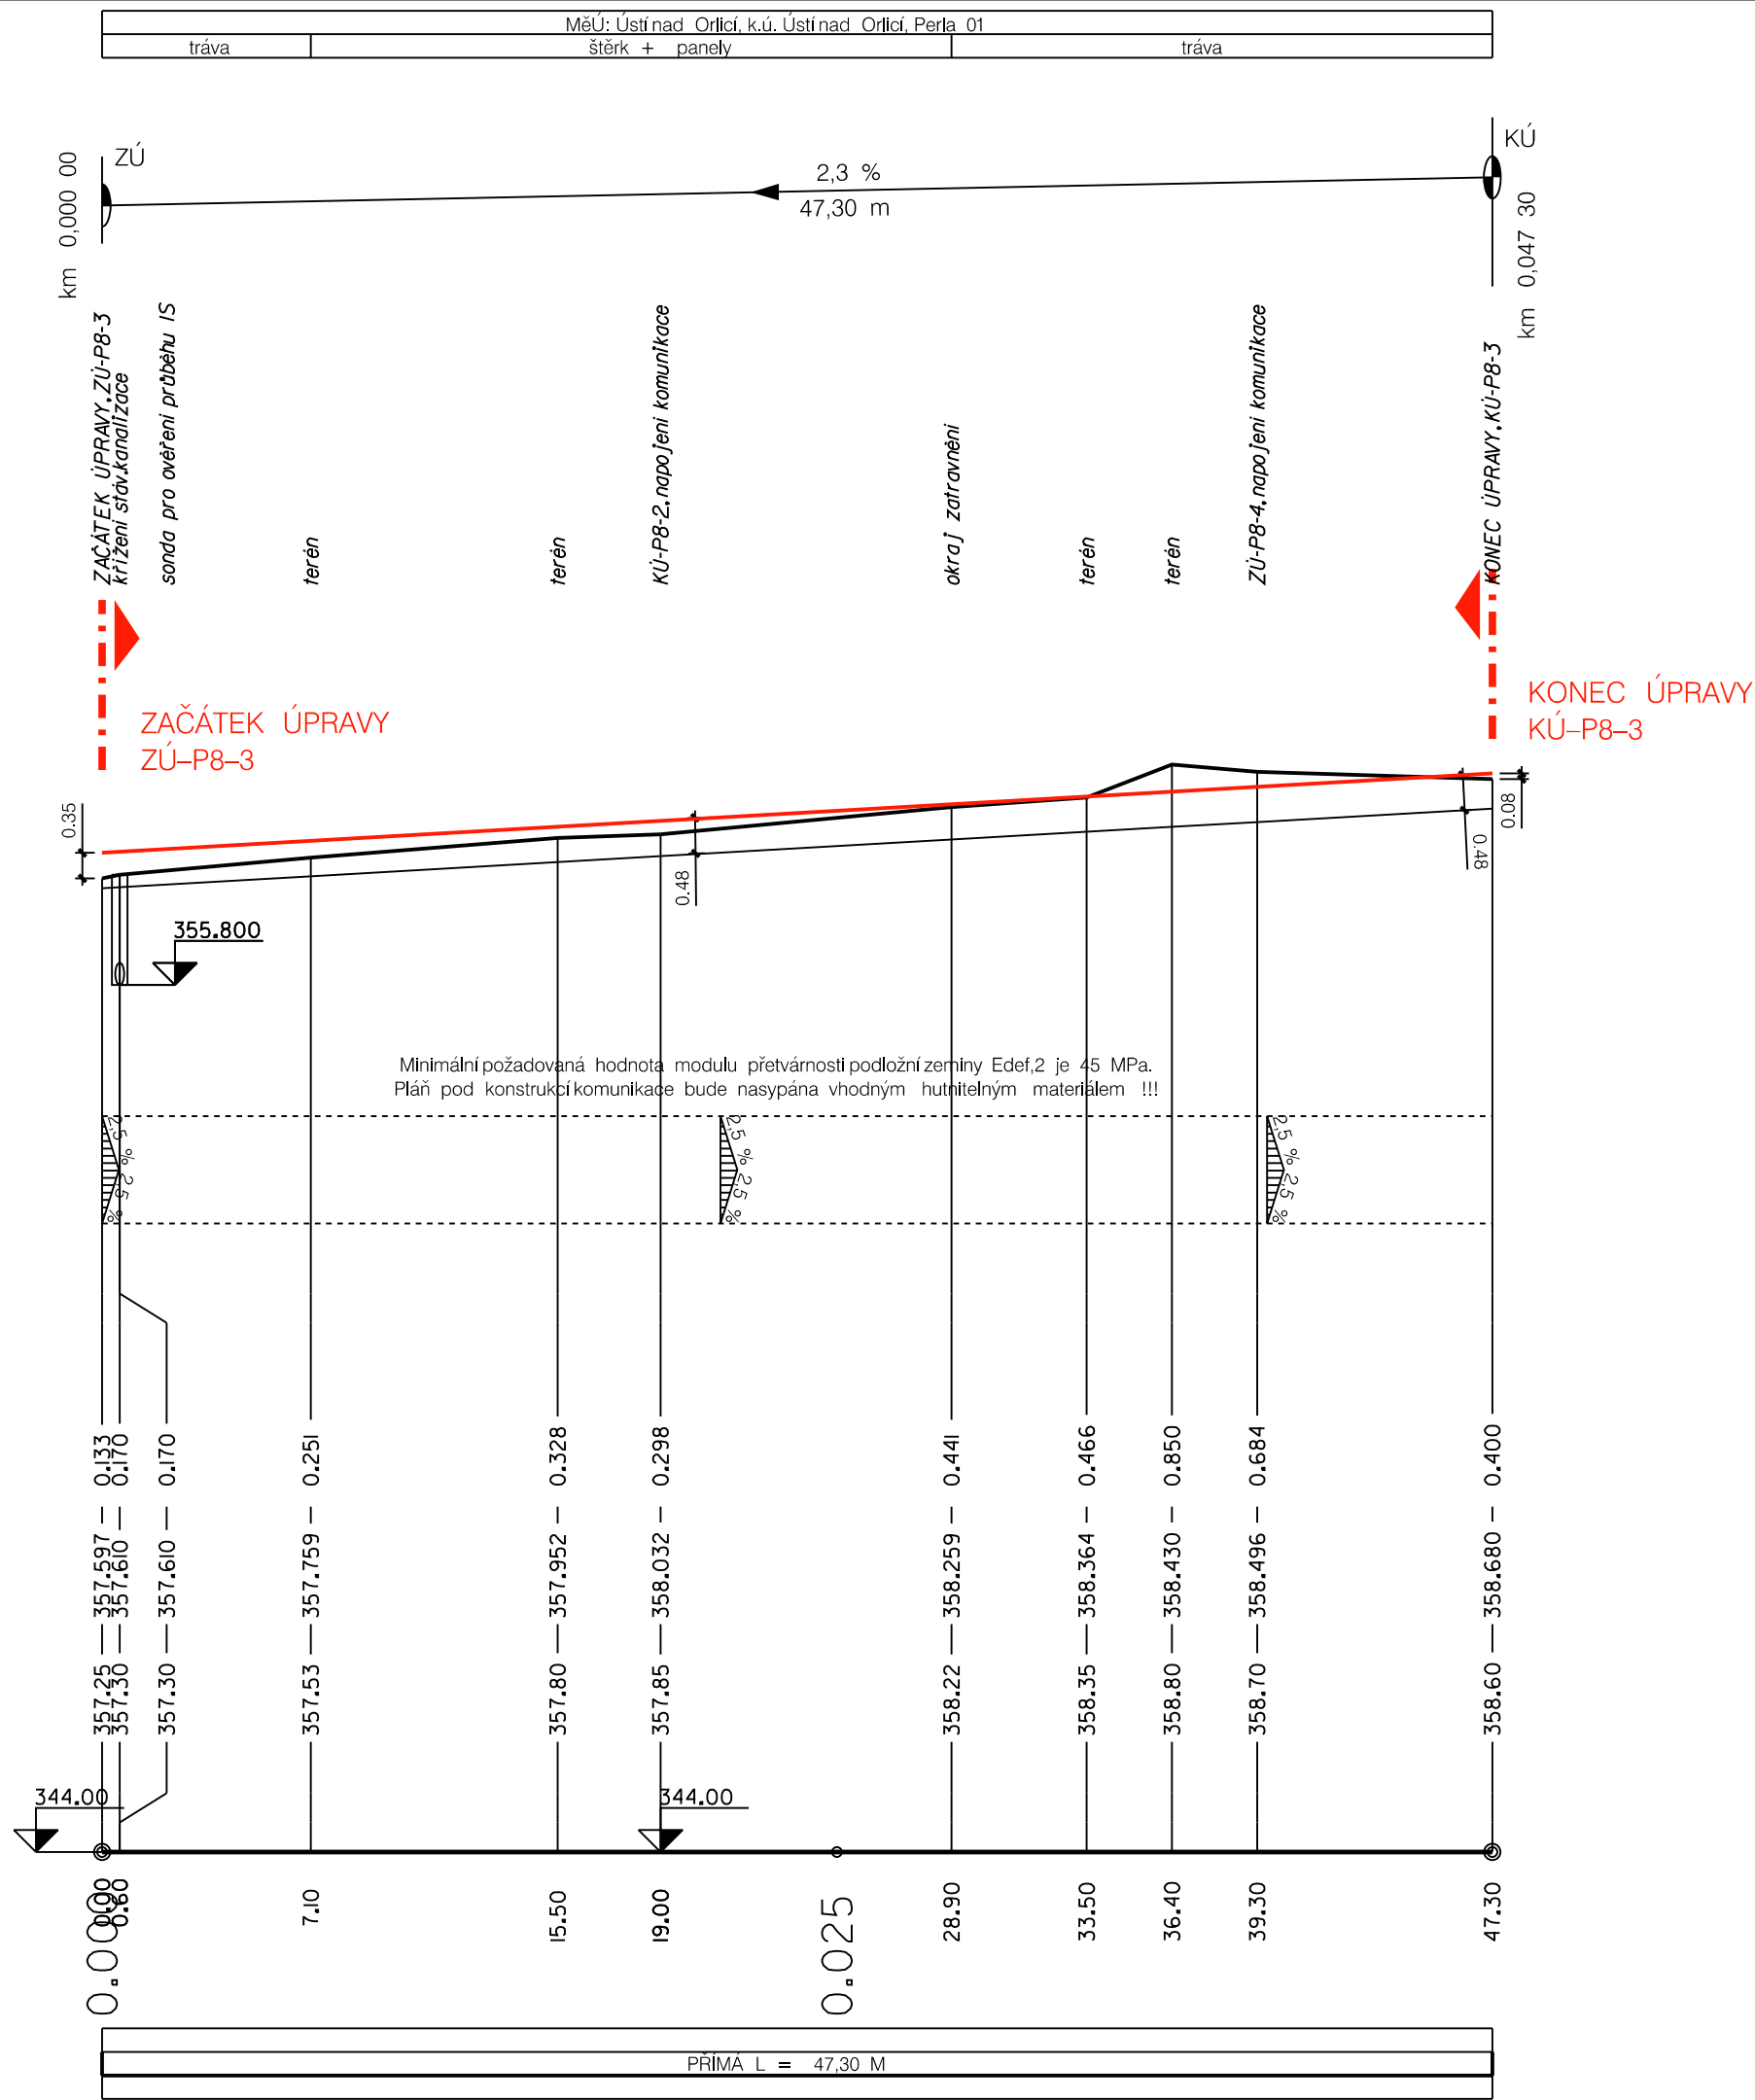 MěÚ: Ústí nad Orlicí, k.ú. Ústí nad Orlicí, Perla 01
tráva
štěrk + panely
tráva
km 0,000 00
ZÚ
2,3 %
47,30 m
KÚ
km 0,047 30
ZAČÁTEK ÚPRAVY,ZÚ-P8-3
křížení stáv.kanalizace
sonda pro ověření průběhu IS
terén
terén
KÚ-P8-2,napojení komunikace
okraj zatravnění
terén
terén
ZÚ-P8-4,napojení komunikace
KONEC ÚPRAVY,KÚ-P8-3
ZAČÁTEK ÚPRAVY
ZÚ–P8–3
KONEC ÚPRAVY
KÚ–P8–3
0.35
0.48
0.48
0.08
355.800
Minimální požadovaná hodnota modulu přetvárnosti podložní zeminy Edef,2 je 45 MPa.
Pláň pod konstrukcí komunikace bude nasypána vhodným hutnitelným materiálem !!!
2,5 % 2,5 %
2,5 % 2,5 %
2,5 % 2,5 %
357.25 — 357.597 — 0.133
357.30 — 357.610 — 0.170
357.30 — 357.610 — 0.170
357.53 — 357.759 — 0.251
357.80 — 357.952 — 0.328
357.85 — 358.032 — 0.298
358.22 — 358.259 — 0.441
358.35 — 358.364 — 0.466
358.80 — 358.430 — 0.850
358.70 — 358.496 — 0.684
358.60 — 358.680 — 0.400
344.00
344.00
0.000
0.00
0.60
7.10
15.50
19.00
0.025
28.90
33.50
36.40
39.30
47.30
PŘÍMÁ L = 47,30 M